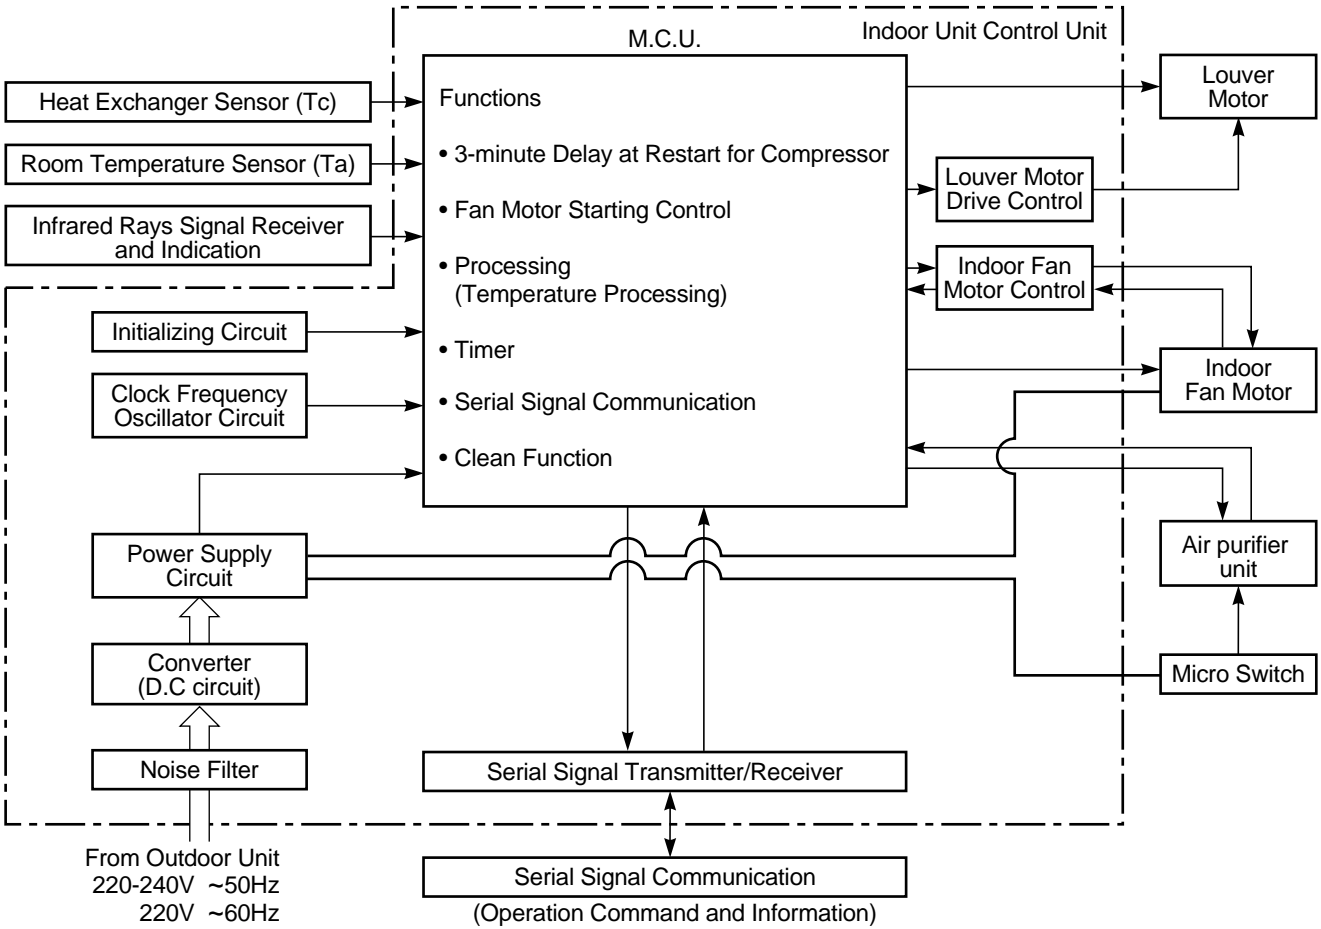 M.C.U.
Indoor Unit Control Unit
Heat Exchanger Sensor (Tc)
Room Temperature Sensor (Ta)
Infrared Rays Signal Receiver
and Indication
Initializing Circuit
Clock Frequency
Oscillator Circuit
Power Supply
Circuit
Converter
(D.C circuit)
Noise Filter
From Outdoor Unit
220-240V ~50Hz
220V ~60Hz
Functions
• 3-minute Delay at Restart for Compressor
• Fan Motor Starting Control
• Processing
(Temperature Processing)
• Timer
• Serial Signal Communication
• Clean Function
Serial Signal Transmitter/Receiver
Serial Signal Communication
(Operation Command and Information)
Louver Motor
Drive Control
Indoor Fan
Motor Control
Louver
Motor
Indoor
Fan Motor
Air purifier
unit
Micro Switch